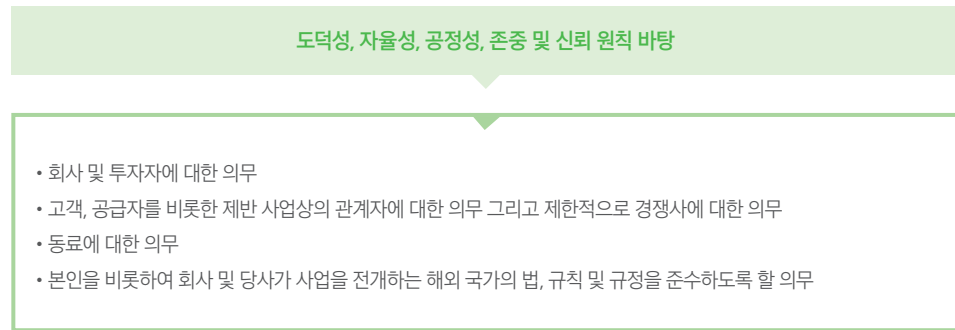 도덕성, 자율성, 공정성, 존중 및 신뢰 원칙 바탕
• 회사 및 투자자에 대한 의무
• 고객, 공급자를 비롯한 제반 사업상의 관계자에 대한 의무 그리고 제한적으로 경쟁사에 대한 의무
• 동료에 대한 의무
• 본인을 비롯하여 회사 및 당사가 사업을 전개하는 해외 국가의 법, 규칙 및 규정을 준수하도록 할 의무